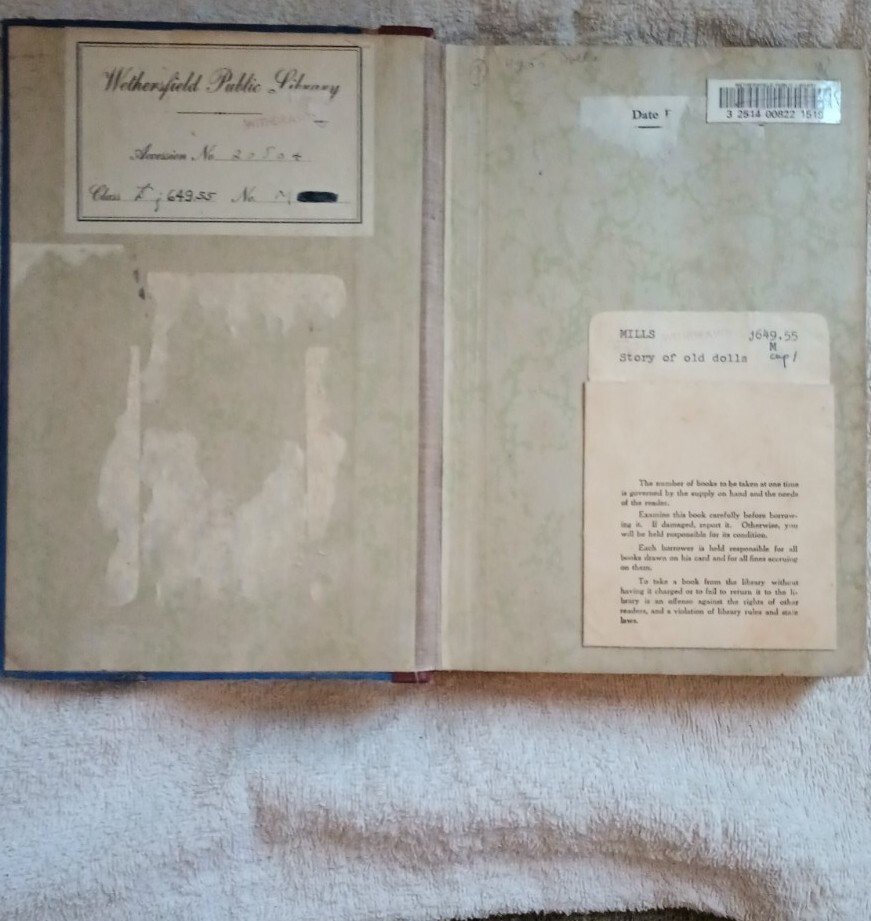 Wethersfield Public Library
Accession No 20504
Class j 649.55 No. M
Date
3 2514 00622 1516
MILLS j649.55
M
Story of old dolls cop 1
The number of books to be taken at one time
is governed by the supply on hand and the needs
of the reader.
Examine this book carefully before borrow-
ing it. If damaged, report it. Otherwise, you
will be held responsible for its condition.
Each borrower is held responsible for all
books drawn on his card and for all fines accruing
on them.
To take a book from the library without
having it charged or to fail to return it to the li-
brary is an offense against the rights of other
readers, and a violation of library rules and state
laws.